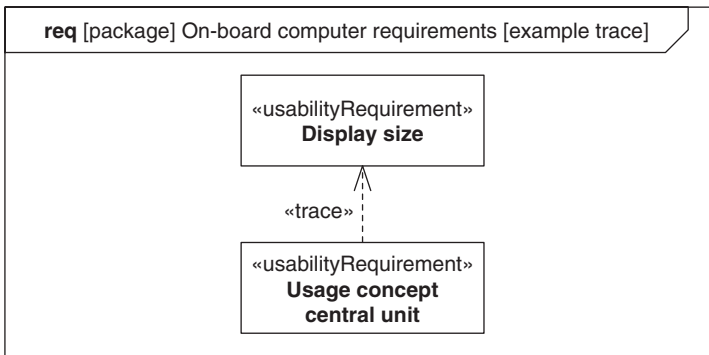 req [package] On-board computer requirements [example trace]
«usabilityRequirement»
Display size
«trace»
«usabilityRequirement»
Usage concept
central unit